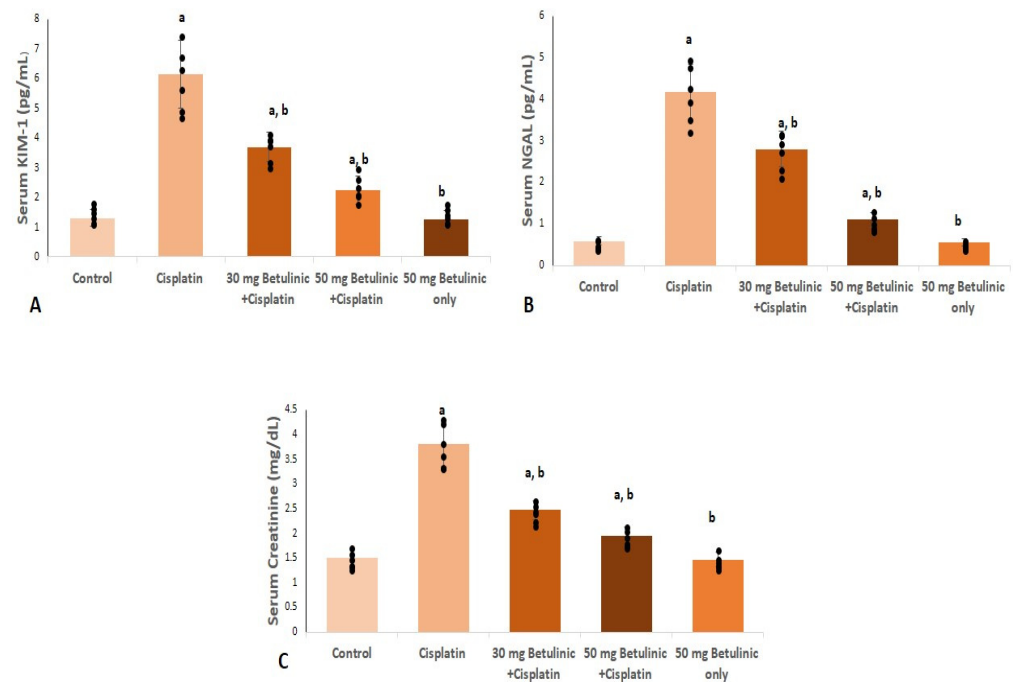 Serum KIM-1 (pg/mL)
8
7
6
5
4
3
2
1
0
a
a, b
a, b
b
Control
Cisplatin
30 mg Betulinic
+Cisplatin
50 mg Betulinic
+Cisplatin
50 mg Betulinic
only
A
Serum NGAL (pg/mL)
6
5
4
3
2
1
0
a
a, b
a, b
b
Control
Cisplatin
30 mg Betulinic
+Cisplatin
50 mg Betulinic
+Cisplatin
50 mg Betulinic
only
B
Serum Creatinine (mg/dL)
4.5
4
3.5
3
2.5
2
1.5
1
0.5
0
a
a, b
a, b
b
Control
Cisplatin
30 mg Betulinic
+Cisplatin
50 mg Betulinic
+Cisplatin
50 mg Betulinic
only
C